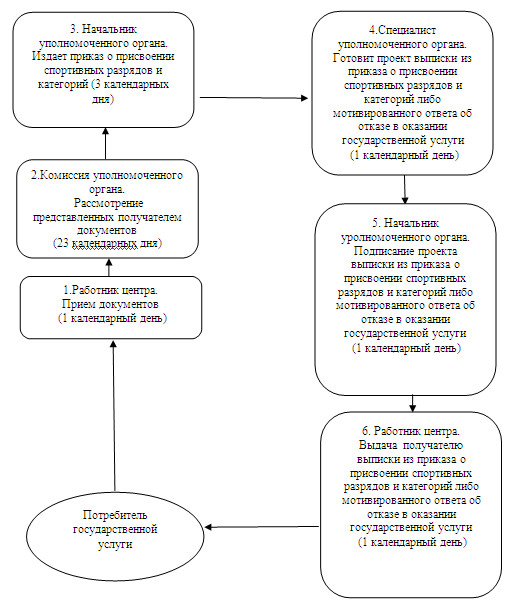 3. Начальник
уполномоченного органа.
Издает приказ о присвоении
спортивных разрядов и
категорий (3 календарных
дня)
4.Специалист
уполномоченного органа.
Готовит проект выписки из
приказа о присвоении
спортивных разрядов и
категорий либо
мотивированного ответа об
отказе в оказании
государственной услуги
(1 календарный день)
2.Комиссия уполномоченного
органа.
Рассмотрение
представленных получателем
документов
(23 календарных дня)
5. Начальник
уролномоченного органа.
Подписание проекта
выписки из приказа о
присвоении спортивных
разрядов и категорий либо
мотивированного ответа об
отказе в оказании
государственной услуги
(1 календарный день)
1.Работник центра.
Прием документов
(1 календарный день)
6. Работник центра.
Выдача получателю
выписки из приказа о
присвоении спортивных
разрядов и категорий либо
мотивированного ответа об
отказе в оказании
государственной услуги
(1 календарный день)
Потребитель
государственной
услуги